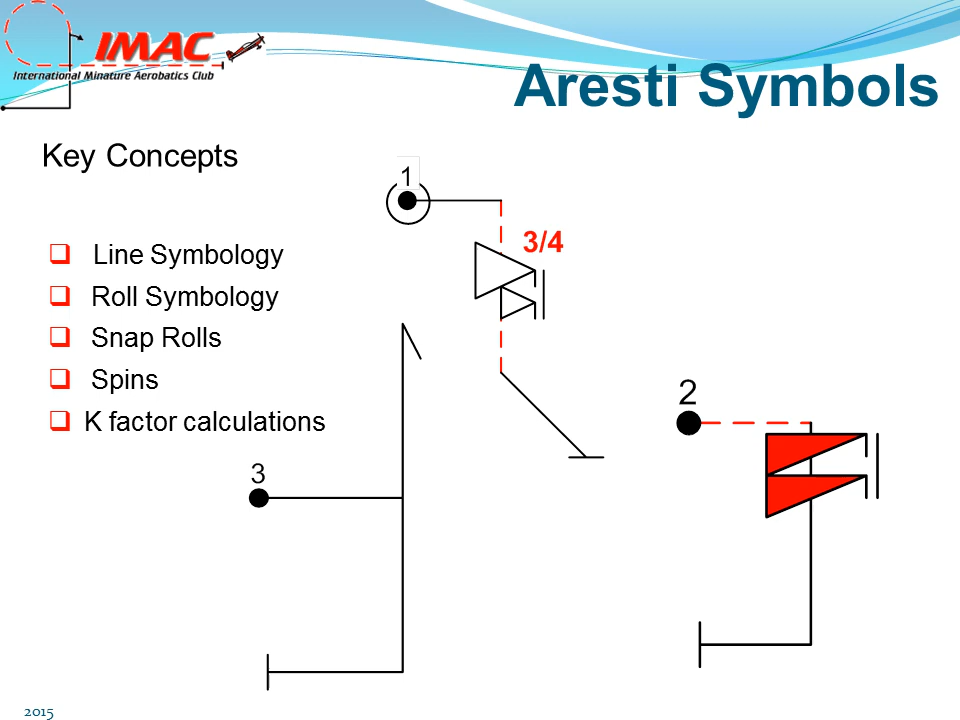 IMAC
International Minature Aerobatics Club
Aresti Symbols
Key Concepts
1
3/4
Line Symbology
Roll Symbology
Snap Rolls
Spins
K factor calculations
2
3
2015